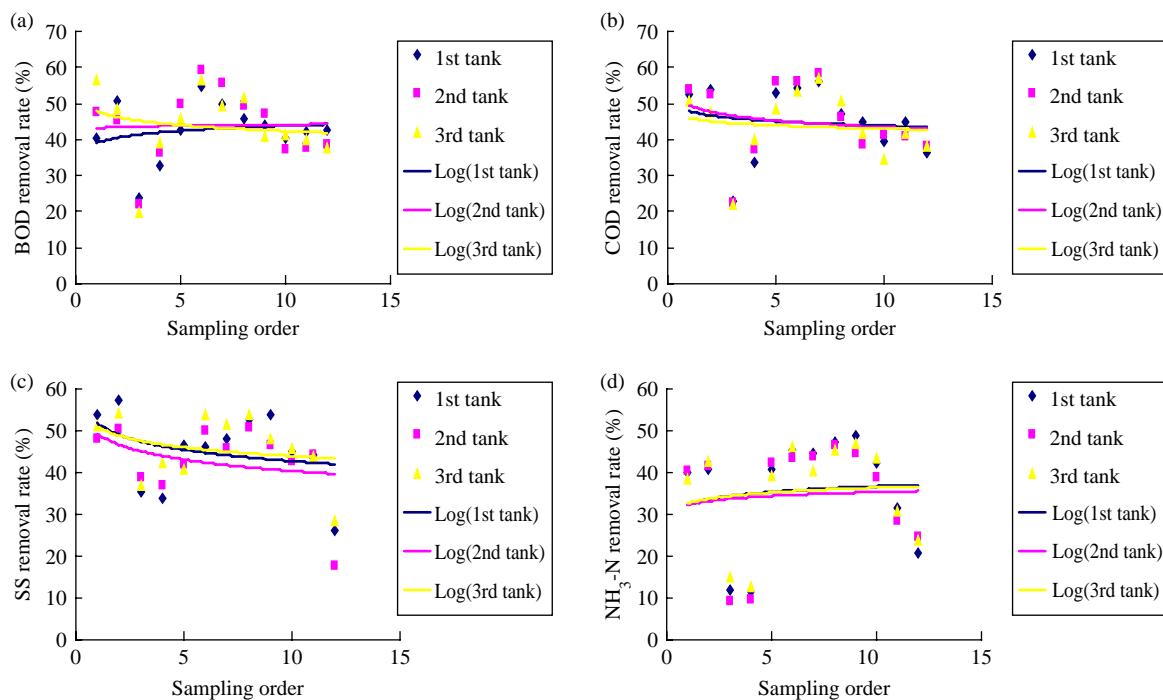 (a)
70
60
50
40
30
20
10
0
BOD removal rate (%)
0
5
10
15
Sampling order
1st tank
2nd tank
3rd tank
Log(1st tank)
Log(2nd tank)
Log(3rd tank)
(b)
70
60
50
40
30
20
10
0
COD removal rate (%)
0
5
10
15
Sampling order
1st tank
2nd tank
3rd tank
Log(1st tank)
Log(2nd tank)
Log(3rd tank)
(c)
60
50
40
30
20
10
0
SS removal rate (%)
0
5
10
15
Sampling order
1st tank
2nd tank
3rd tank
Log(1st tank)
Log(2nd tank)
Log(3rd tank)
(d)
60
50
40
30
20
10
0
NH3-N removal rate (%)
0
5
10
15
Sampling order
1st tank
2nd tank
3rd tank
Log(1st tank)
Log(2nd tank)
Log(3rd tank)